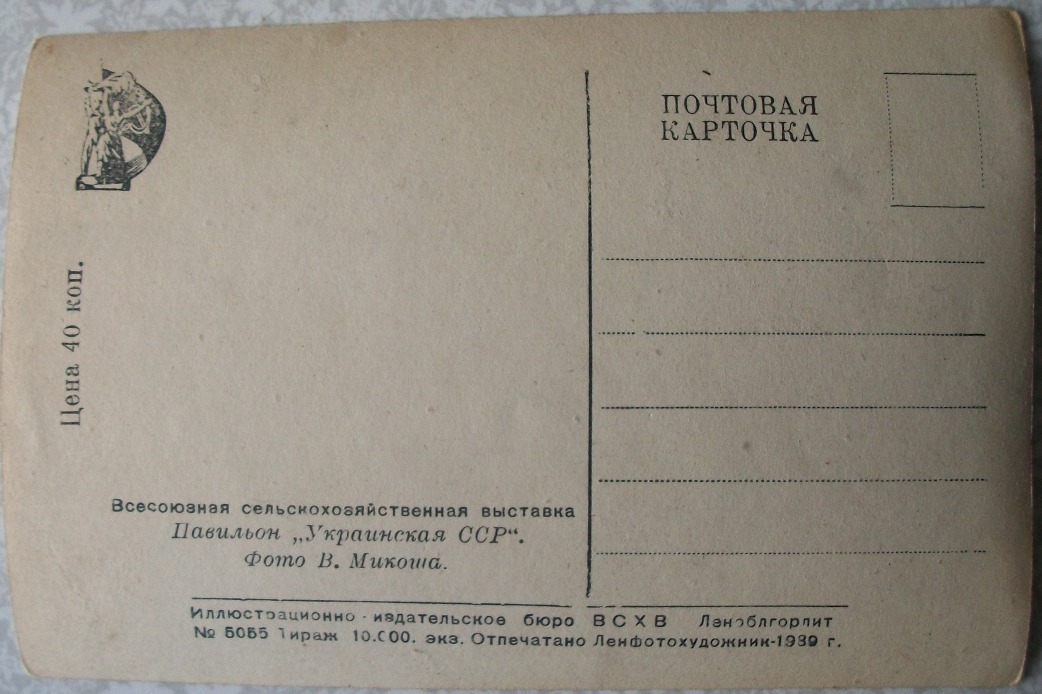 ПОЧТОВАЯ
КАРТОЧКА
Цена 40 коп.
Всесоюзная сельскохозяйственная выставка
Павильон „Украинская ССР“.
Фото В. Микоша.
Иллюстрационно-издательское бюро ВСХВ Леноблгорлит
№ 5055 Тираж 10.000. экз. Отпечатано Ленфотохудожник-1939 г.